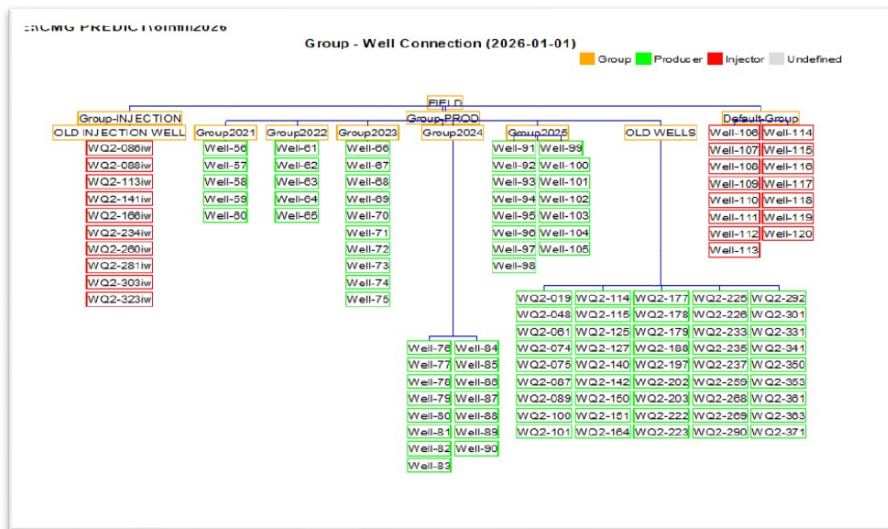 Group - Well Connection (2026-01-01)
Group Producer Injector Undefined
FIELD
Group-INJECTION Group-PROD Default-Group
OLD INJECTION WELL Group2021 Group2022 Group2023 Group2024 Group2025 OLD WELLS
WQ2-086iw
WQ2-088iw
WQ2-113iw
WQ2-141iw
WQ2-166iw
WQ2-234iw
WQ2-260iw
WQ2-281iw
WQ2-303iw
WQ2-323iw
Well-56
Well-57
Well-58
Well-59
Well-60
Well-61
Well-62
Well-63
Well-64
Well-65
Well-66
Well-67
Well-68
Well-69
Well-70
Well-71
Well-72
Well-73
Well-74
Well-75
Well-76 Well-84
Well-77 Well-85
Well-78 Well-86
Well-79 Well-87
Well-80 Well-88
Well-81 Well-89
Well-82 Well-90
Well-83
Well-91 Well-99
Well-92 Well-100
Well-93 Well-101
Well-94 Well-102
Well-95 Well-103
Well-96 Well-104
Well-97 Well-105
Well-98
WQ2-019 WQ2-114 WQ2-177 WQ2-225 WQ2-292
WQ2-048 WQ2-115 WQ2-178 WQ2-226 WQ2-301
WQ2-061 WQ2-125 WQ2-179 WQ2-233 WQ2-331
WQ2-074 WQ2-127 WQ2-188 WQ2-235 WQ2-341
WQ2-075 WQ2-140 WQ2-197 WQ2-237 WQ2-350
WQ2-087 WQ2-142 WQ2-202 WQ2-259 WQ2-353
WQ2-089 WQ2-150 WQ2-203 WQ2-268 WQ2-361
WQ2-100 WQ2-151 WQ2-222 WQ2-269 WQ2-363
WQ2-101 WQ2-164 WQ2-223 WQ2-290 WQ2-371
Well-106 Well-114
Well-107 Well-115
Well-108 Well-116
Well-109 Well-117
Well-110 Well-118
Well-111 Well-119
Well-112 Well-120
Well-113